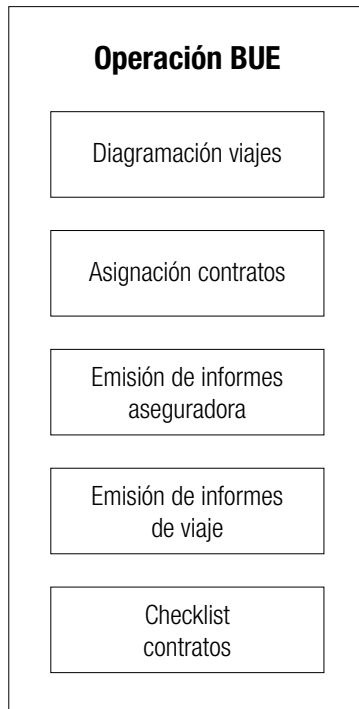 Operación BUE
Diagramación viajes
Asignación contratos
Emisión de informes
aseguradora
Emisión de informes
de viaje
Checklist
contratos